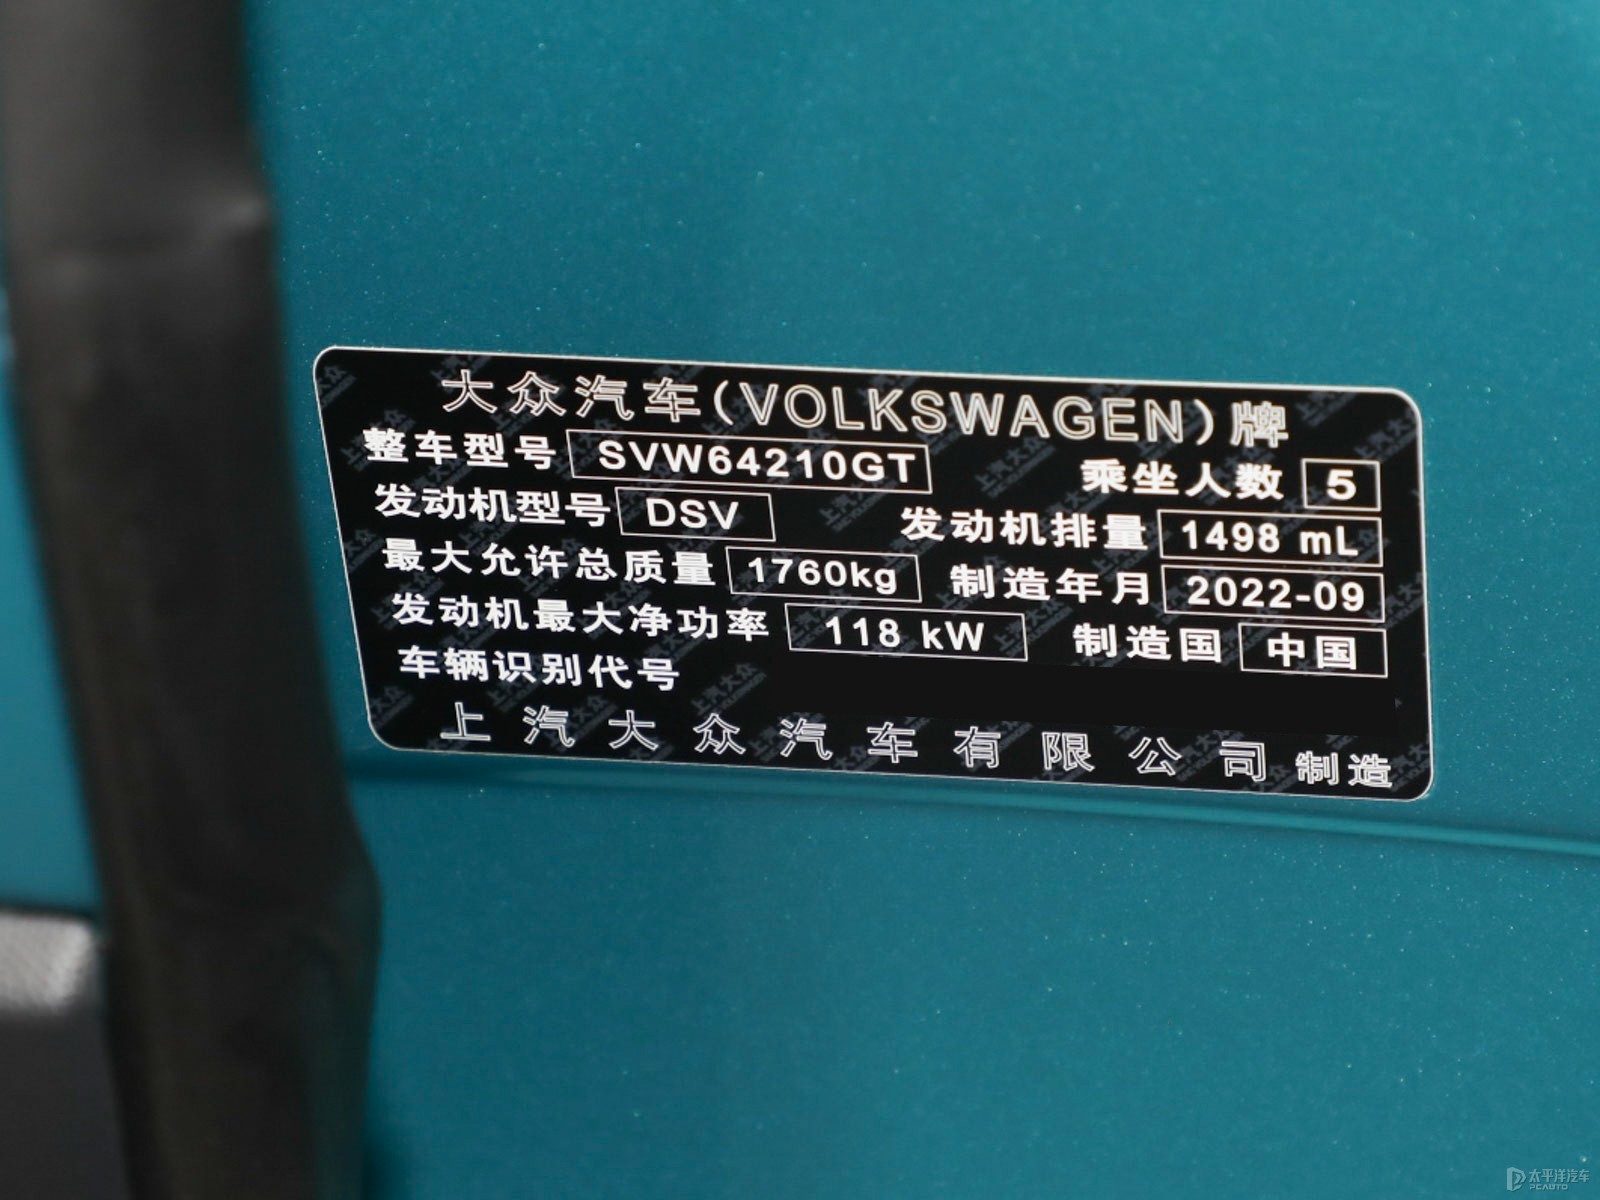 大众汽车(VOLKSWAGEN)牌
整车型号 SVW64210GT 乘坐人数 5
发动机型号 DSV 发动机排量 1498 mL
最大允许总质量 1760kg 制造年月 2022-09
发动机最大净功率 118 kW 制造国 中国
车辆识别代号
上汽大众汽车有限公司制造
太平洋汽车
PCAUTO